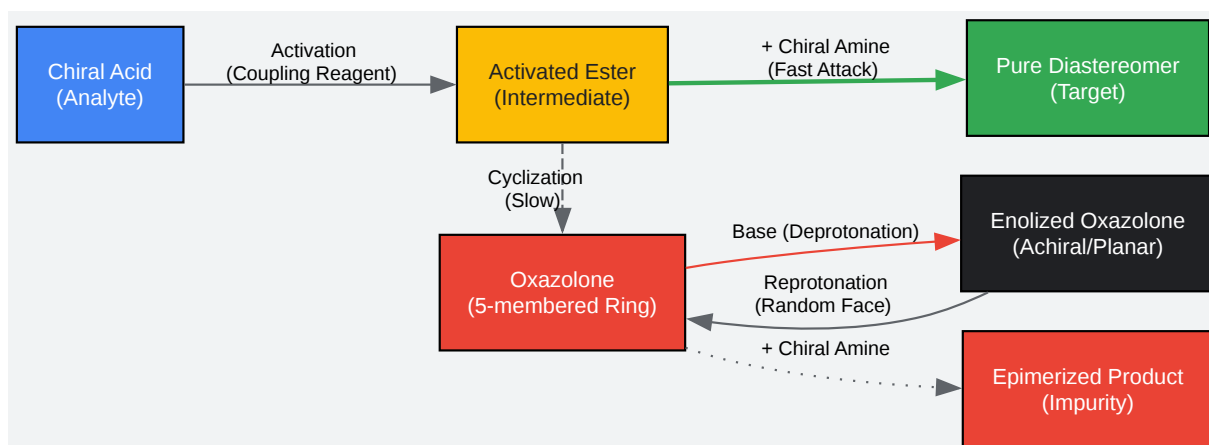 Chiral Acid
(Analyte)
Activation
(Coupling Reagent)
Activated Ester
(Intermediate)
+ Chiral Amine
(Fast Attack)
Pure Diastereomer
(Target)
Cyclization
(Slow)
Oxazolone
(5-membered Ring)
Base (Deprotonation)
Enolized Oxazolone
(Achiral/Planar)
Reprotonation
(Random Face)
+ Chiral Amine
Epimerized Product
(Impurity)